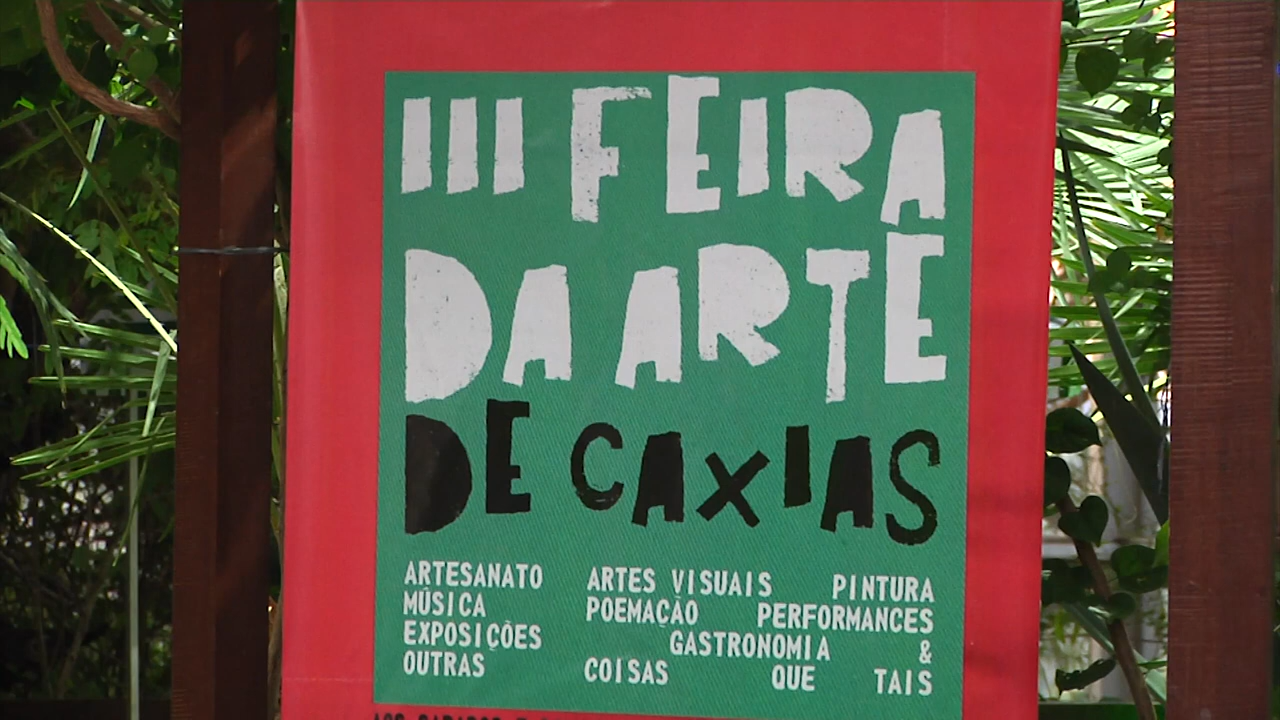 III FEIRA
DA ARTE
DE CAXIAS
ARTESANATO ARTES VISUAIS PINTURA
MÚSICA POEMAÇÃO PERFORMANCES
EXPOSIÇÕES GASTRONOMIA &
OUTRAS COISAS QUE TAIS